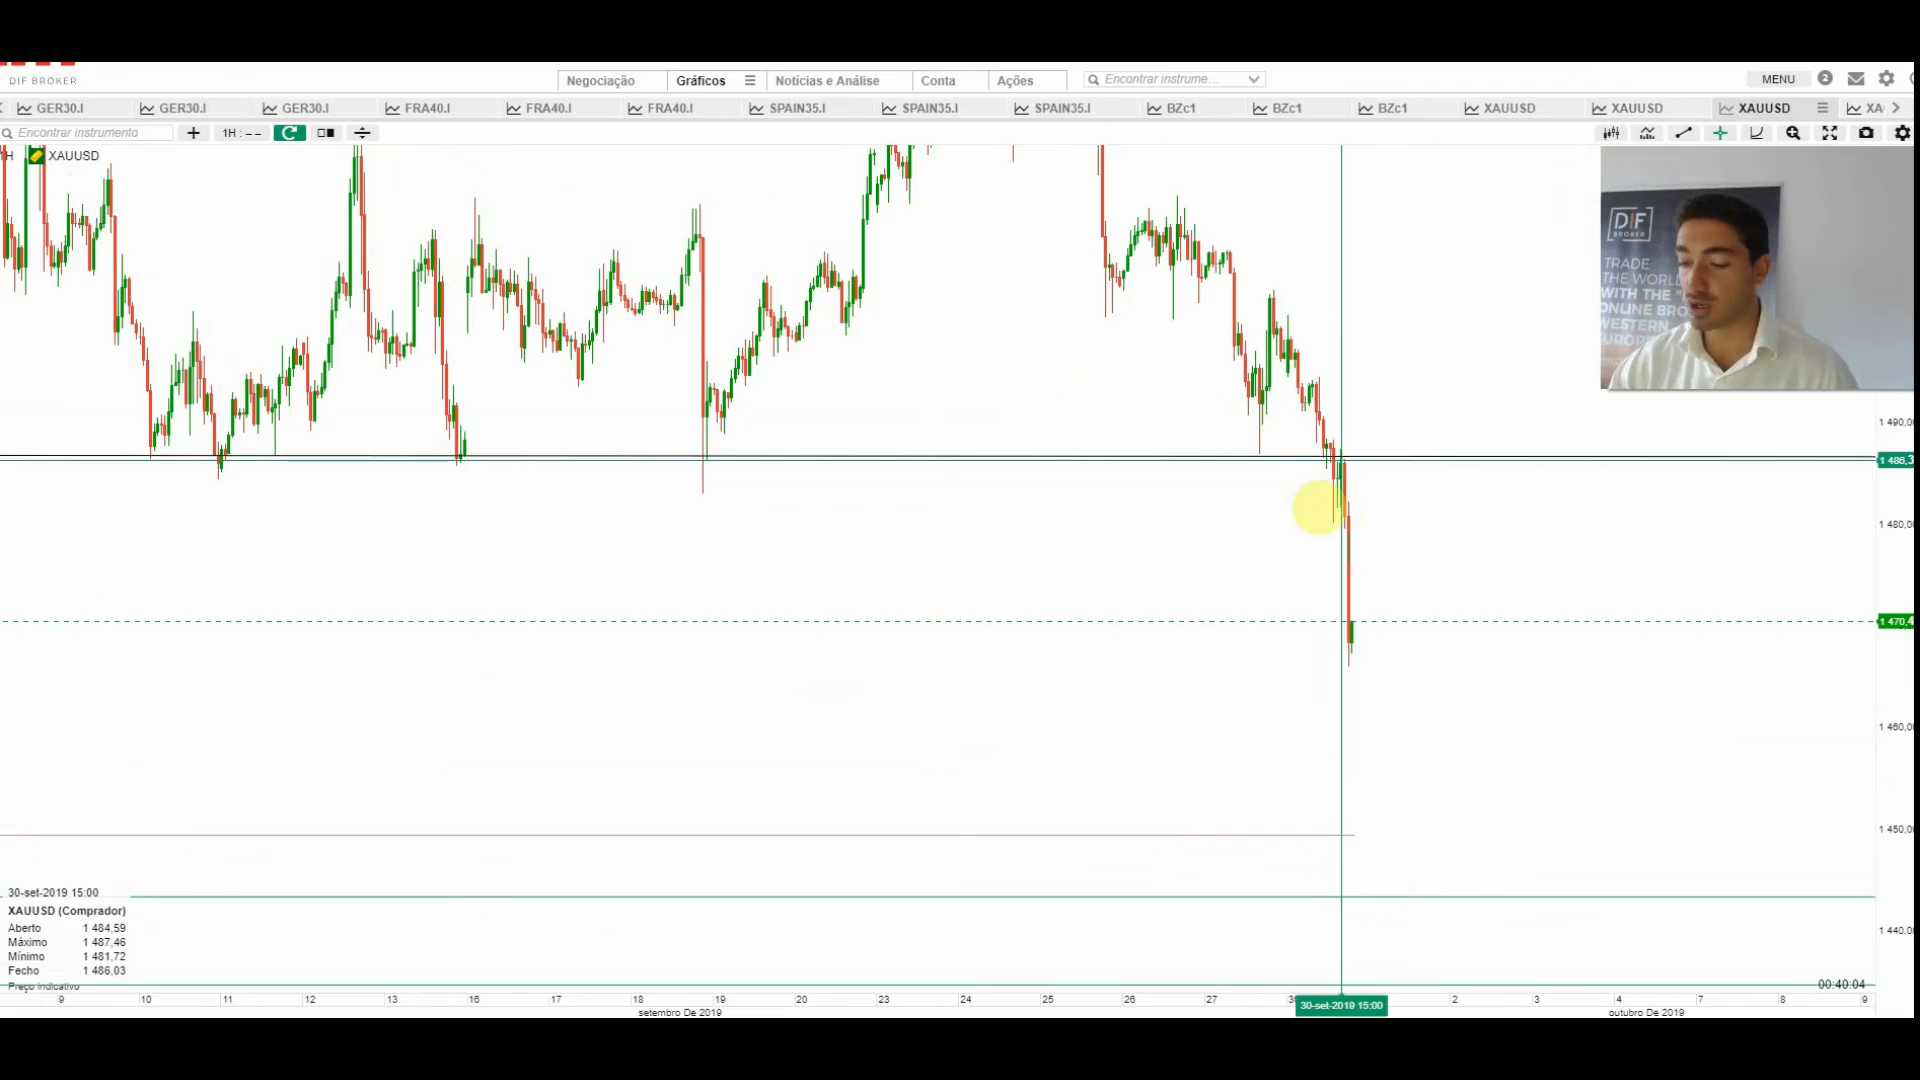 DIF BROKER
Negociação Gráficos Notícias e Análise Conta Ações Encontrar instrume... MENU 2
GER30.I GER30.I GER30.I FRA40.I FRA40.I FRA40.I SPAIN35.I SPAIN35.I SPAIN35.I BZc1 BZc1 BZc1 XAUUSD XAUUSD XAUUSD XA
Encontrar instrumento 1H : – –
1H XAUUSD
DIF
BROKER
TRADE
THE WORL
WITH THE
ONLINE BRO
WESTERN
EUROP
1 490,0
1 486,3
1 480,0
1 470,4
1 460,0
1 450,0
1 440,0
30-set-2019 15:00
XAUUSD (Comprador)
Aberto 1 484,59
Máximo 1 487,46
Mínimo 1 481,72
Fecho 1 486,03
Preço indicativo
00:40:04
9 10 11 12 13 16 17 18 19 20 23 24 25 26 27 30-set-2019 15:00 2 3 4 7 8 9
setembro De 2019 outubro De 2019